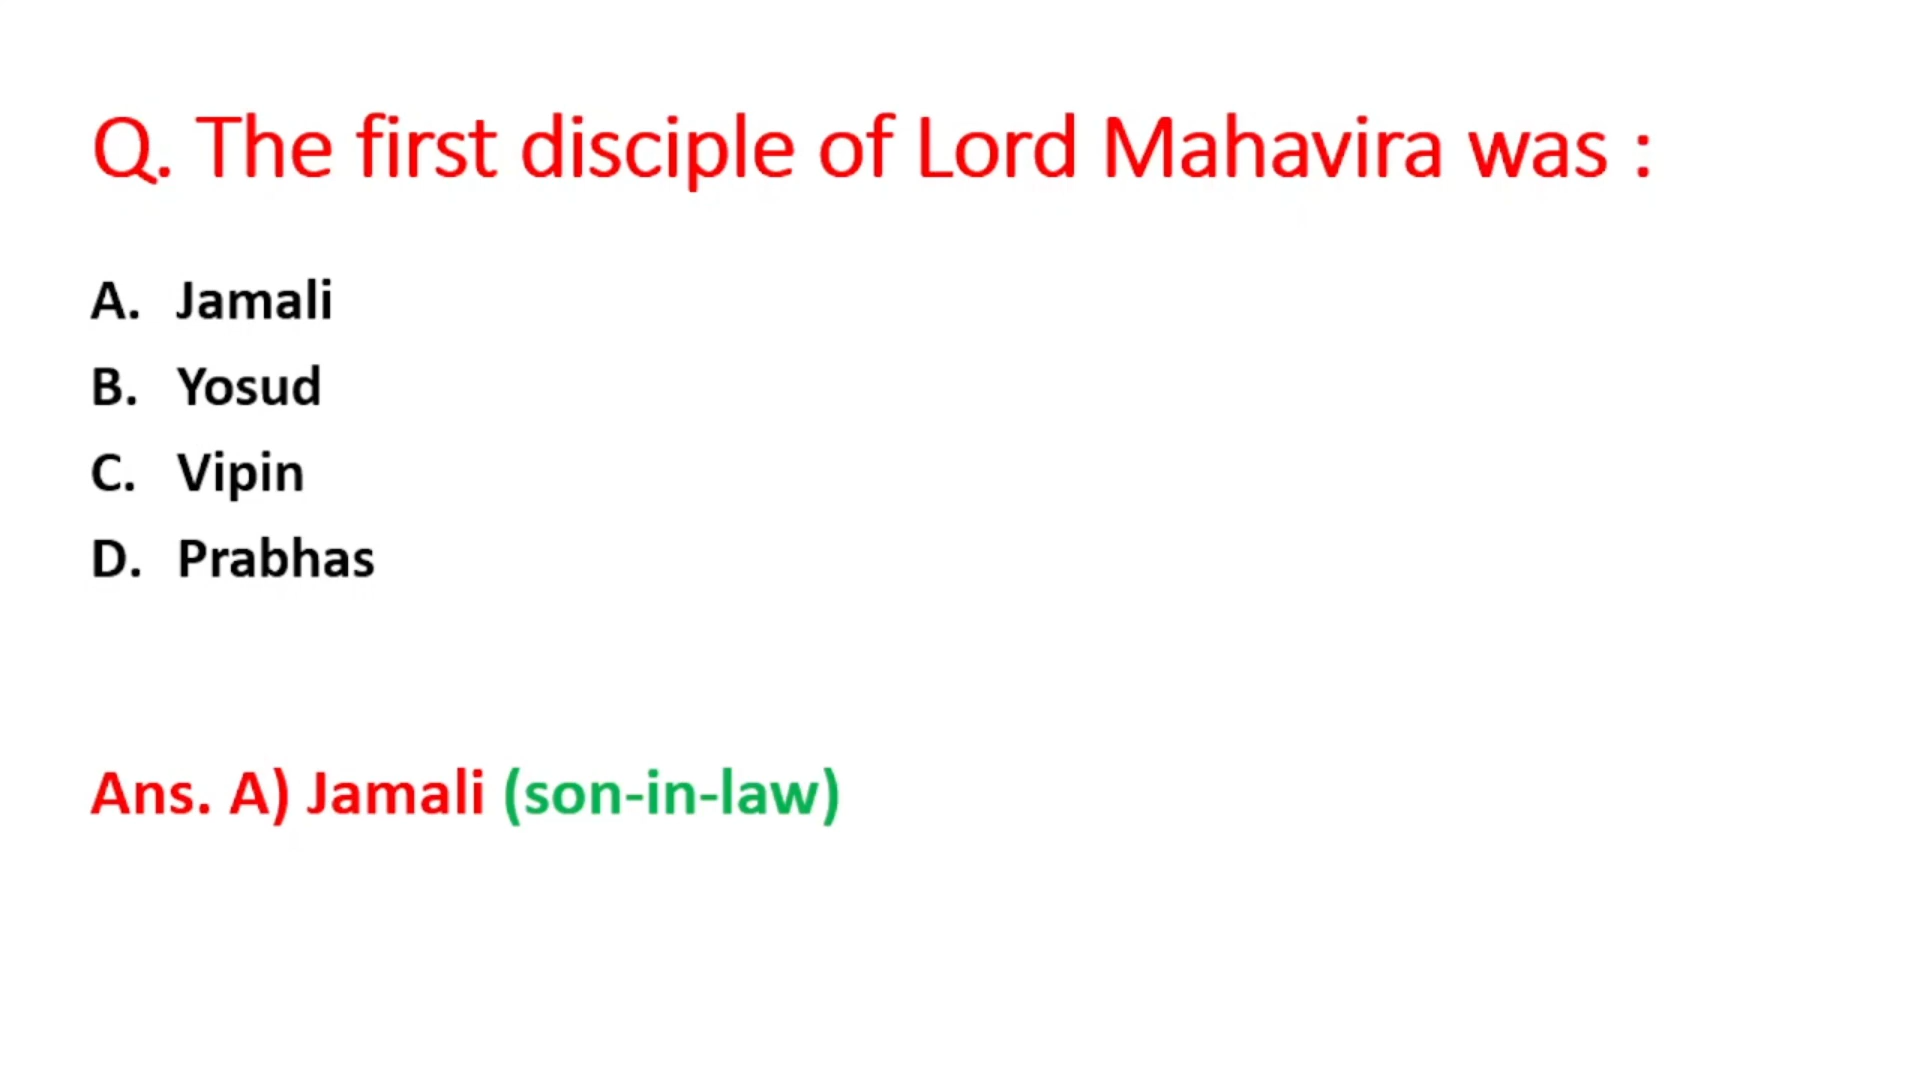 Q. The first disciple of Lord Mahavira was :
A. Jamali
B. Yosud
C. Vipin
D. Prabhas
Ans. A) Jamali (son-in-law)